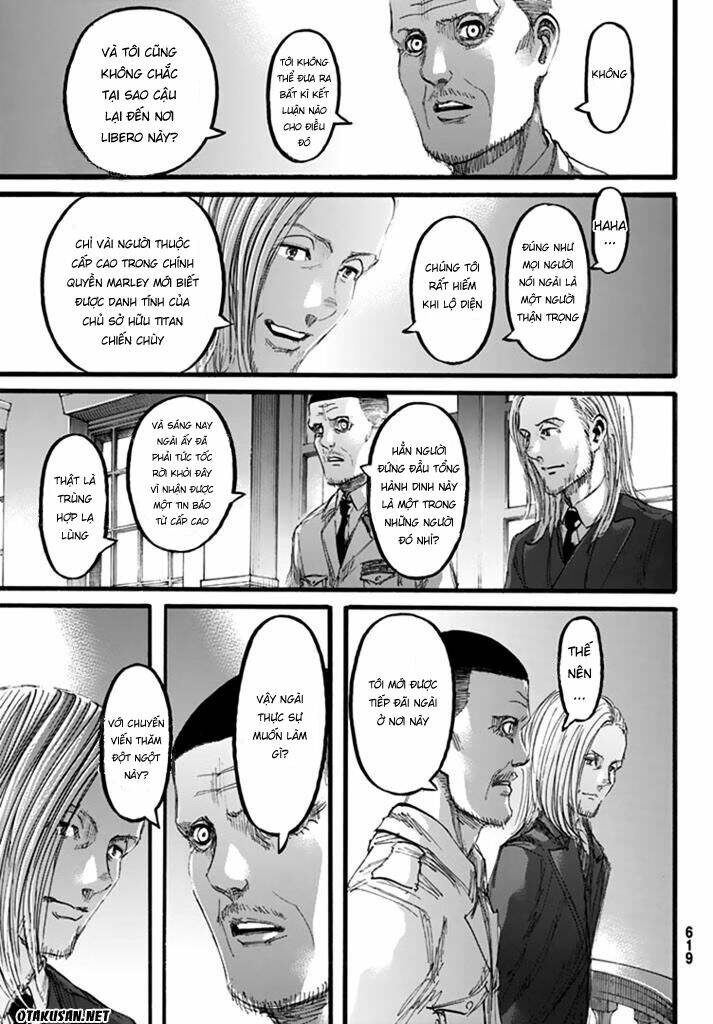 KHÔNG
TÔI KHÔNG
THỂ ĐƯA RA
BẤT KÌ KẾT
LUẬN NÀO
CHO ĐIỀU
ĐÓ
VÀ TÔI CŨNG
KHÔNG CHẮC
TẠI SAO CẬU
LẠI ĐẾN NƠI
LIBERO NÀY?
HAHA
...
ĐÚNG NHƯ
MỌI NGƯỜI
NÓI NGÀI LÀ
MỘT NGƯỜI
THẬN TRỌNG
CHÚNG TÔI
RẤT HIẾM
KHI LỘ DIỆN
CHỈ VÀI NGƯỜI THUỘC
CẤP CAO TRONG CHÍNH
QUYỀN MARLEY MỚI BIẾT
ĐƯỢC DANH TÍNH CỦA
CHỦ SỞ HỮU TITAN
CHIẾN CHÙY
HẲN NGƯỜI
ĐỨNG ĐẦU TỔNG
HÀNH DINH NÀY
LÀ MỘT TRONG
NHỮNG NGƯỜI
ĐÓ NHỈ?
VÀ SÁNG NAY
NGÀI ẤY ĐÃ
PHẢI TỨC TỐC
RỜI KHỎI ĐÂY
VĨ NHẬN ĐƯỢC
MỘT TIN BÁO
TỪ CẤP CAO
THẬT LÀ
TRÙNG
HỢP LẠ
LÙNG
THẾ
NÊN
...
TÔI MỚI ĐƯỢC
TIẾP ĐÃI NGÀI
Ở NƠI NÀY
VẬY NGÀI
THỰC SỰ
MUỐN LÀM
GÌ?
VỚI CHUYẾN
VIẾNG THĂM
ĐỘT NGỘT
NÀY?
619
OTAKUSAN.NET